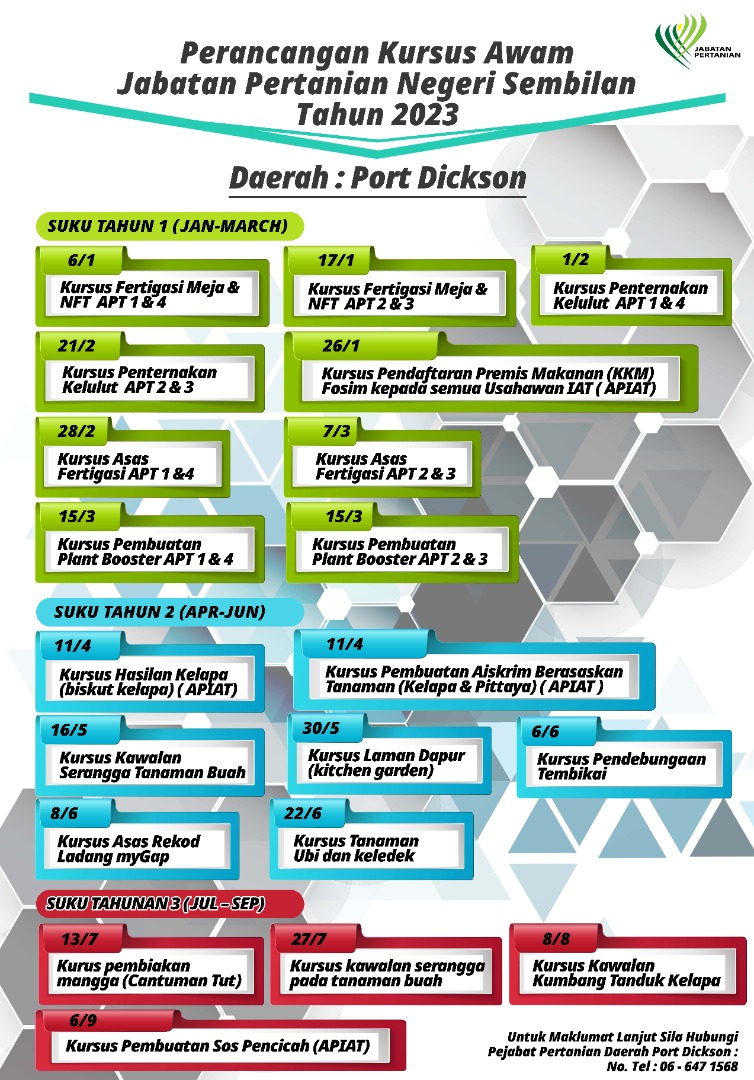 Perancangan Kursus Awam
Jabatan Pertanian Negeri Sembilan
Tahun 2023
JABATAN
PERTANIAN
Daerah : Port Dickson
SUKU TAHUN 1 (JAN-MARCH)
6/1
Kursus Fertigasi Meja &
NFT APT 1 & 4
17/1
Kursus Fertigasi Meja &
NFT APT 2 & 3
1/2
Kursus Penternakan
Kelulut APT 1 & 4
21/2
Kursus Penternakan
Kelulut APT 2 & 3
26/1
Kursus Pendaftaran Premis Makanan (KKM)
Fosim kepada semua Usahawan IAT ( APIAT)
28/2
Kursus Asas
Fertigasi APT 1 &4
7/3
Kursus Asas
Fertigasi APT 2 & 3
15/3
Kursus Pembuatan
Plant Booster APT 1 & 4
15/3
Kursus Pembuatan
Plant Booster APT 2 & 3
SUKU TAHUN 2 (APR-JUN)
11/4
Kursus Hasilan Kelapa
(biskut kelapa) ( APIAT)
11/4
Kursus Pembuatan Aiskrim Berasaskan
Tanaman (Kelapa & Pittaya) ( APIAT )
16/5
Kursus Kawalan
Serangga Tanaman Buah
30/5
Kursus Laman Dapur
(kitchen garden)
6/6
Kursus Pendebungaan
Tembikai
8/6
Kursus Asas Rekod
Ladang myGap
22/6
Kursus Tanaman
Ubi dan keledek
SUKU TAHUNAN 3 (JUL – SEP)
13/7
Kurus pembiakan
mangga (Cantuman Tut)
27/7
Kursus kawalan serangga
pada tanaman buah
8/8
Kursus Kawalan
Kumbang Tanduk Kelapa
6/9
Kursus Pembuatan Sos Pencicah (APIAT)
Untuk Maklumat Lanjut Sila Hubungi
Pejabat Pertanian Daerah Port Dickson :
No. Tel : 06 - 647 1568